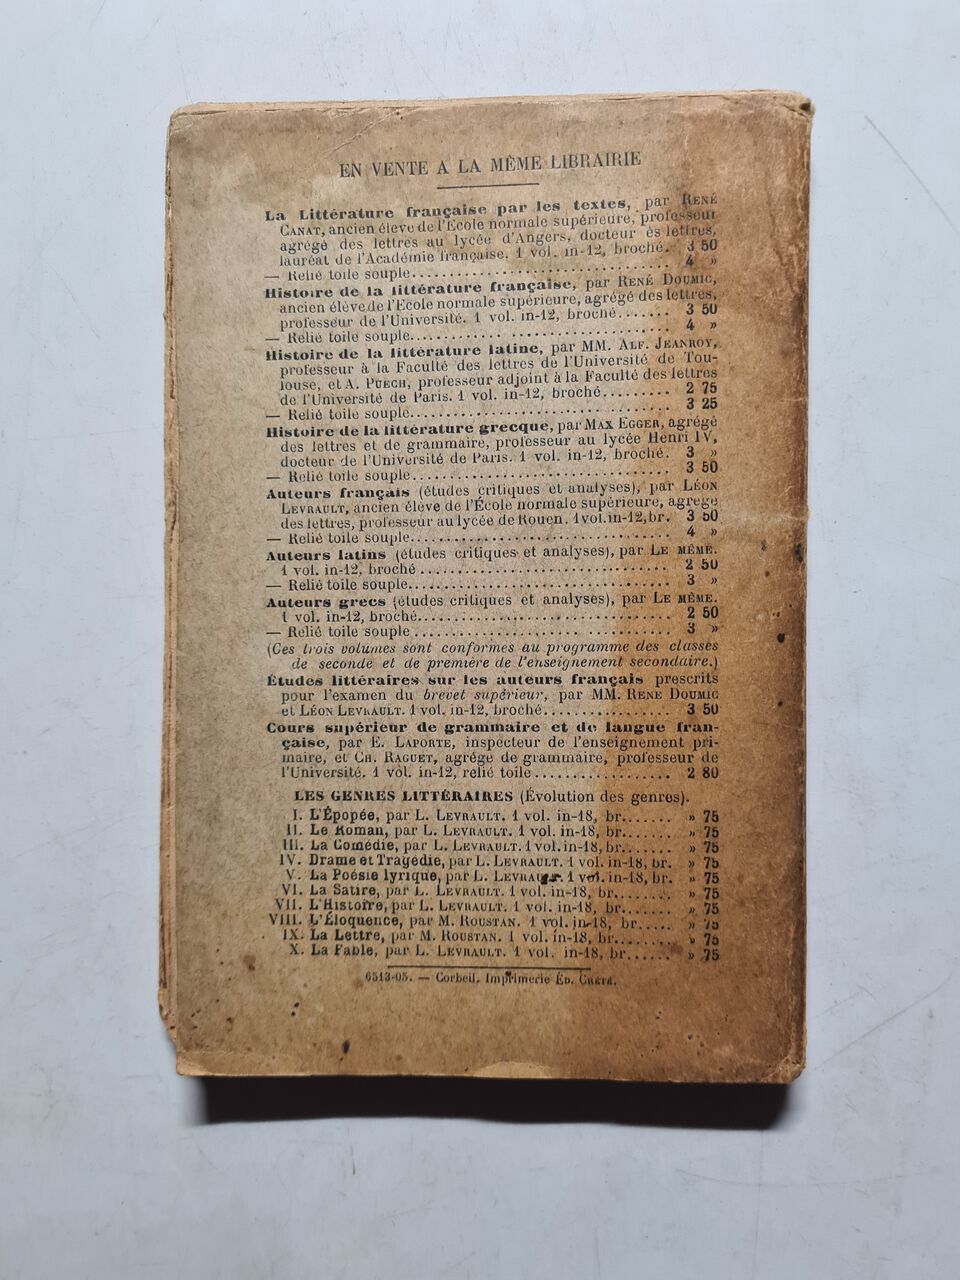 EN VENTE A LA MÊME LIBRAIRIE
La Littérature française par les textes, par RENÉ
CANAT, ancien élève de l'École normale supérieure, professeur
agrégé des lettres au lycée d'Angers, docteur ès lettres,
lauréat de l'Académie française. 1 vol. in-12, broché. 3 50
— Relié toile souple.............................. 4 »
Histoire de la littérature française, par RENÉ DOUMIC,
ancien élève de l'École normale supérieure, agrégé des lettres,
professeur de l'Université. 1 vol. in-12, broché....... 3 50
— Relié toile souple.............................. 4 »
Histoire de la littérature latine, par MM. ALF. JEANROY,
professeur à la Faculté des lettres de l'Université de Tou-
louse, et A. PUECH, professeur adjoint à la Faculté des lettres
de l'Université de Paris. 1 vol. in-12, broché......... 2 75
— Relié toile souple.............................. 3 25
Histoire de la littérature grecque, par MAX EGGER, agrégé
des lettres et de grammaire, professeur au lycée Henri IV,
docteur de l'Université de Paris. 1 vol. in-12, broché. 3 »
— Relié toile souple.............................. 3 50
Auteurs français (études critiques et analyses), par LÉON
LEVRAULT, ancien élève de l'École normale supérieure, agrégé
des lettres, professeur au lycée de Rouen. 1 vol. in-12, br. 3 50
— Relié toile souple.............................. 4 »
Auteurs latins (études critiques et analyses), par LE MÊME.
1 vol. in-12, broché .............................. 2 50
— Relié toile souple.............................. 3 »
Auteurs grecs (études critiques et analyses), par LE MÊME.
1 vol. in-12, broché.............................. 2 50
— Relié toile souple .............................. 3 »
(Ces trois volumes sont conformes au programme des classes
de seconde et de première de l'enseignement secondaire.)
Études littéraires sur les auteurs français prescrits
pour l'examen du brevet supérieur, par MM. RENÉ DOUMIC
et LÉON LEVRAULT. 1 vol. in-12, broché................ 3 50
Cours supérieur de grammaire et de langue fran-
çaise, par E. LAPORTE, inspecteur de l'enseignement pri-
maire, et CH. RAGUET, agrégé de grammaire, professeur de
l'Université. 1 vol. in-12, relié toile.................. 2 80
LES GENRES LITTÉRAIRES (Évolution des genres).
I. L'Épopée, par L. LEVRAULT. 1 vol. in-18, br....... » 75
II. Le Roman, par L. LEVRAULT. 1 vol. in-18, br...... » 75
III. La Comédie, par L. LEVRAULT. 1 vol. in-18, br.... » 75
IV. Drame et Tragédie, par L. LEVRAULT. 1 vol. in-18, br. » 75
V. La Poésie lyrique, par L. LEVRAULT. 1 vol. in-18, br. » 75
VI. La Satire, par L. LEVRAULT. 1 vol. in-18, br....... » 75
VII. L'Histoire, par L. LEVRAULT. 1 vol. in-18, br....... » 75
VIII. L'Éloquence, par M. ROUSTAN. 1 vol. in-18, br..... » 75
IX. La Lettre, par M. ROUSTAN. 1 vol. in-18, br........ » 75
X. La Fable, par L. LEVRAULT. 1 vol. in-18, br...... » 75
6513-05. — Corbeil. Imprimerie ÉD. CRÉTÉ.